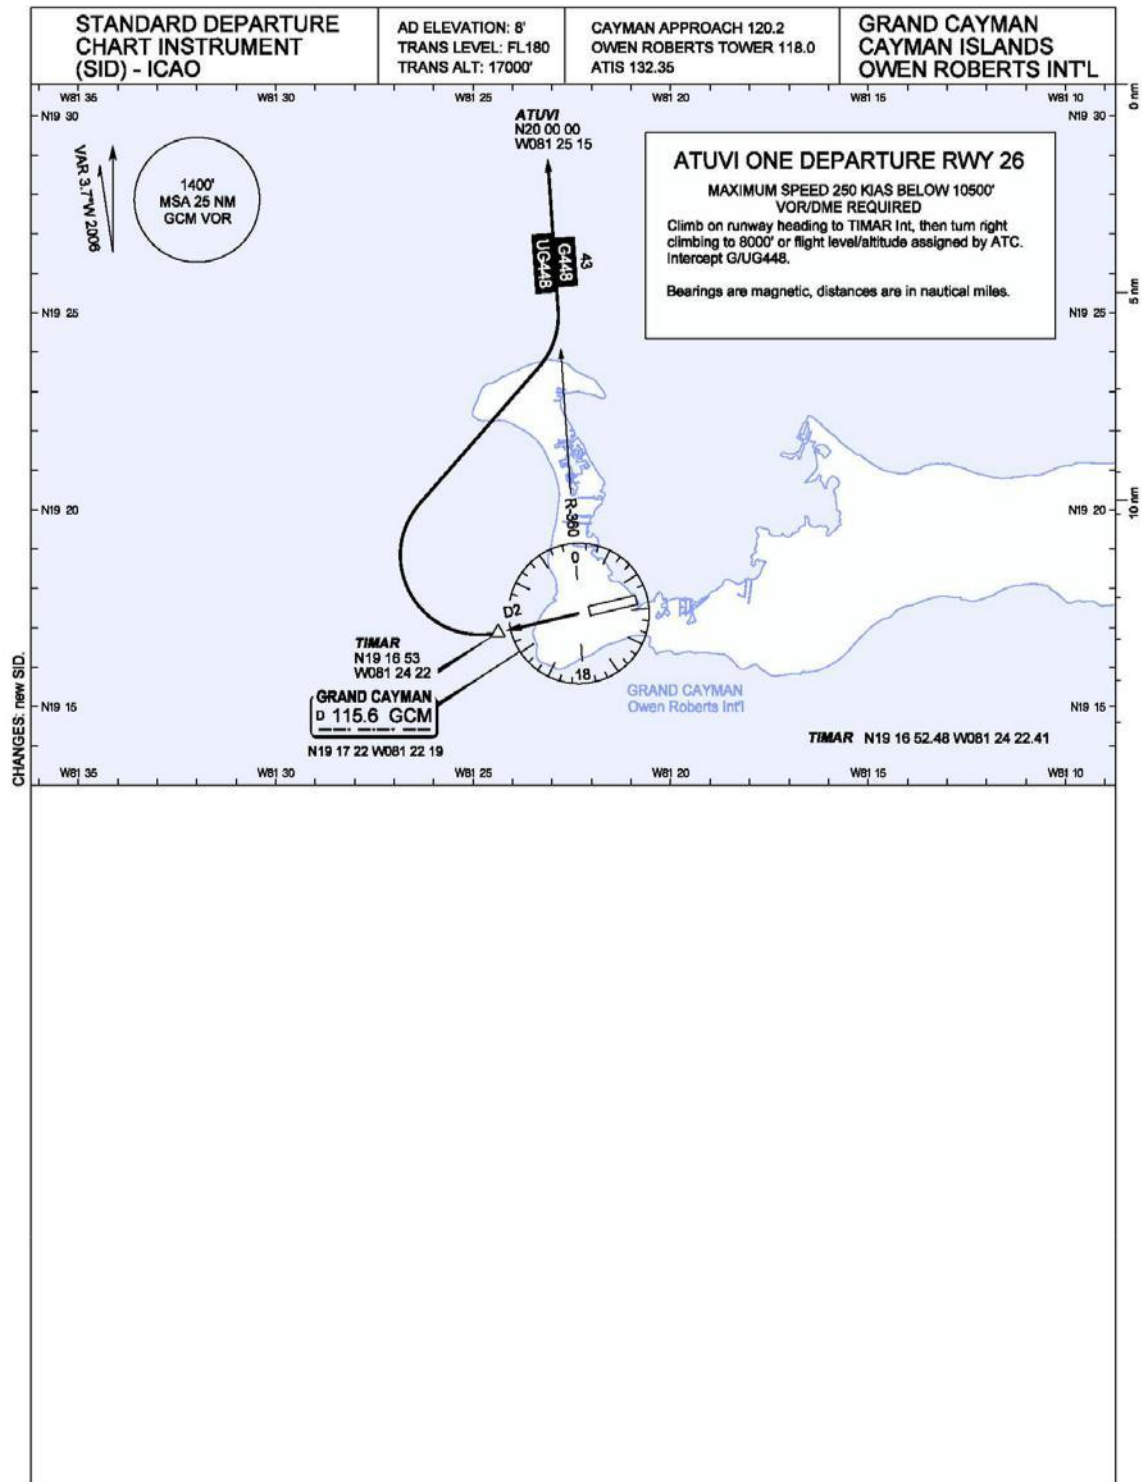 STANDARD DEPARTURE
CHART INSTRUMENT
(SID) - ICAO
AD ELEVATION: 8'
TRANS LEVEL: FL180
TRANS ALT: 17000'
CAYMAN APPROACH 120.2
OWEN ROBERTS TOWER 118.0
ATIS 132.35
GRAND CAYMAN
CAYMAN ISLANDS
OWEN ROBERTS INT'L
W81 35
W81 30
W81 25
W81 20
W81 15
W81 10
0 nm
N19 30
N19 30
ATUVI
N20 00 00
W081 25 15
VAR 3.7°W 2006
1400'
MSA 25 NM
GCM VOR
ATUVI ONE DEPARTURE RWY 26
MAXIMUM SPEED 250 KIAS BELOW 10500'
VOR/DME REQUIRED
Climb on runway heading to TIMAR Int, then turn right
climbing to 8000' or flight level/altitude assigned by ATC.
Intercept G/UG448.
Bearings are magnetic, distances are in nautical miles.
43
G448
UG448
5 nm
N19 25
N19 25
N19 20
N19 20
10 nm
R-360
0
D2
18
TIMAR
N19 16 53
W081 24 22
GRAND CAYMAN
D 115.6 GCM
N19 17 22 W081 22 19
GRAND CAYMAN
Owen Roberts Int'l
N19 15
N19 15
TIMAR N19 16 52.48 W081 24 22.41
W81 35
W81 30
W81 25
W81 20
W81 15
W81 10
CHANGES: new SID.